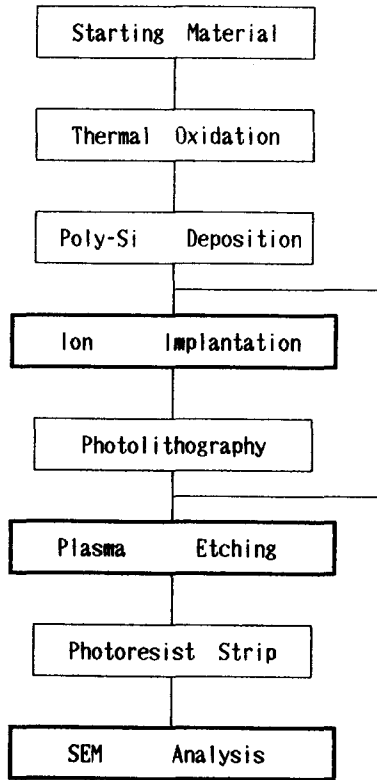 Starting Material
Thermal Oxidation
Poly-Si Deposition
Ion Implantation
Photolithography
Plasma Etching
Photoresist Strip
SEM Analysis